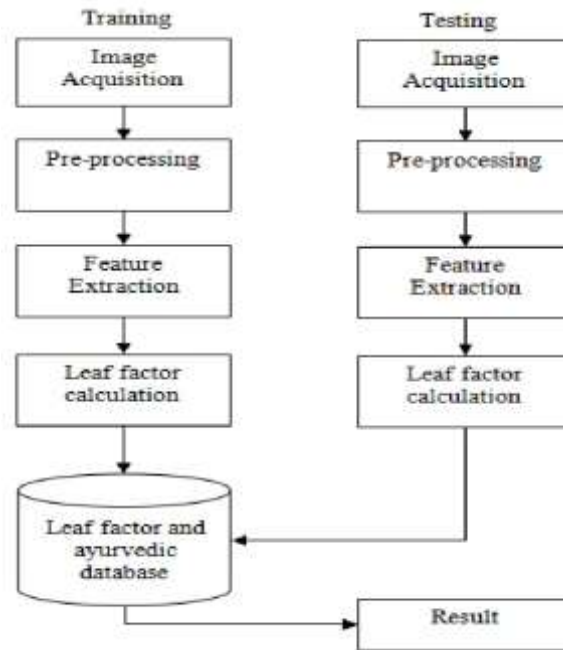 Training
Image
Acquisition
Pre-processing
Feature
Extraction
Leaf factor
calculation
Leaf factor and
ayurvedic
database
Testing
Image
Acquisition
Pre-processing
Feature
Extraction
Leaf factor
calculation
Result